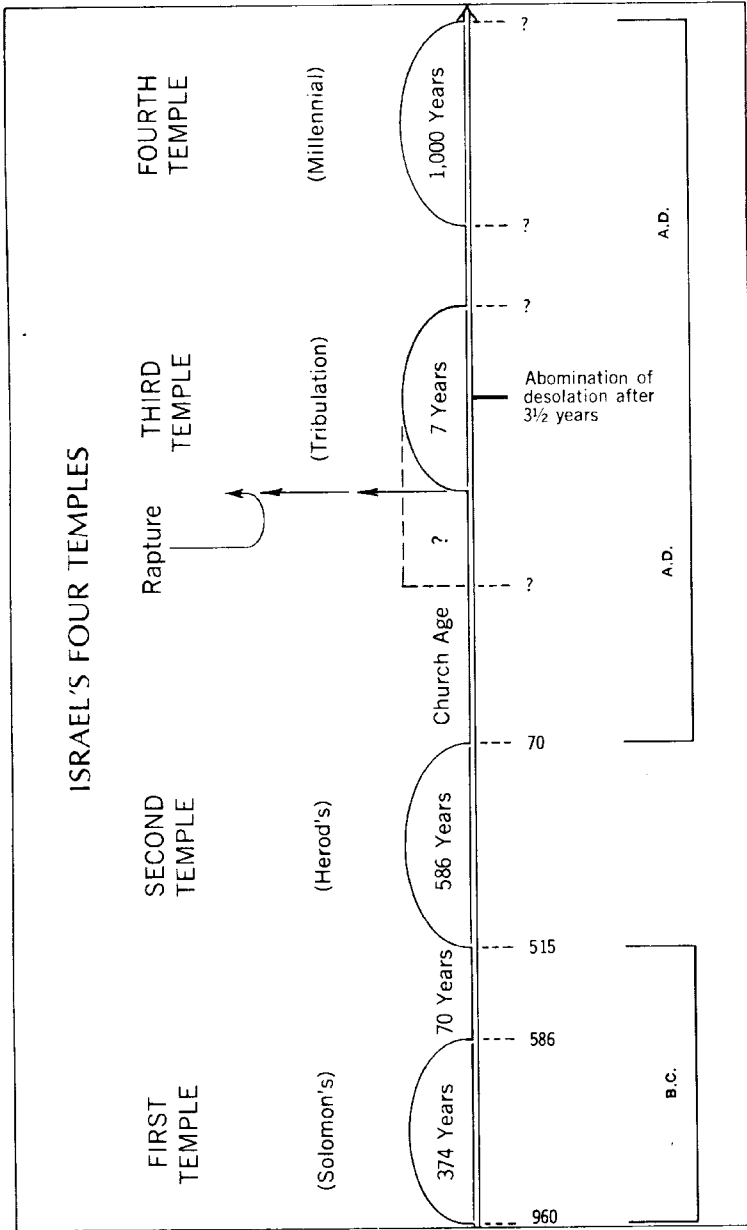 ISRAEL'S FOUR TEMPLES
FIRST
TEMPLE
SECOND
TEMPLE
Rapture
THIRD
TEMPLE
FOURTH
TEMPLE
(Solomon's)
(Herod's)
(Tribulation)
(Millennial)
374 Years
70 Years
586 Years
Church Age
?
7 Years
1,000 Years
960
586
515
70
?
Abomination of
desolation after
3½ years
?
?
?
B.C.
A.D.
A.D.